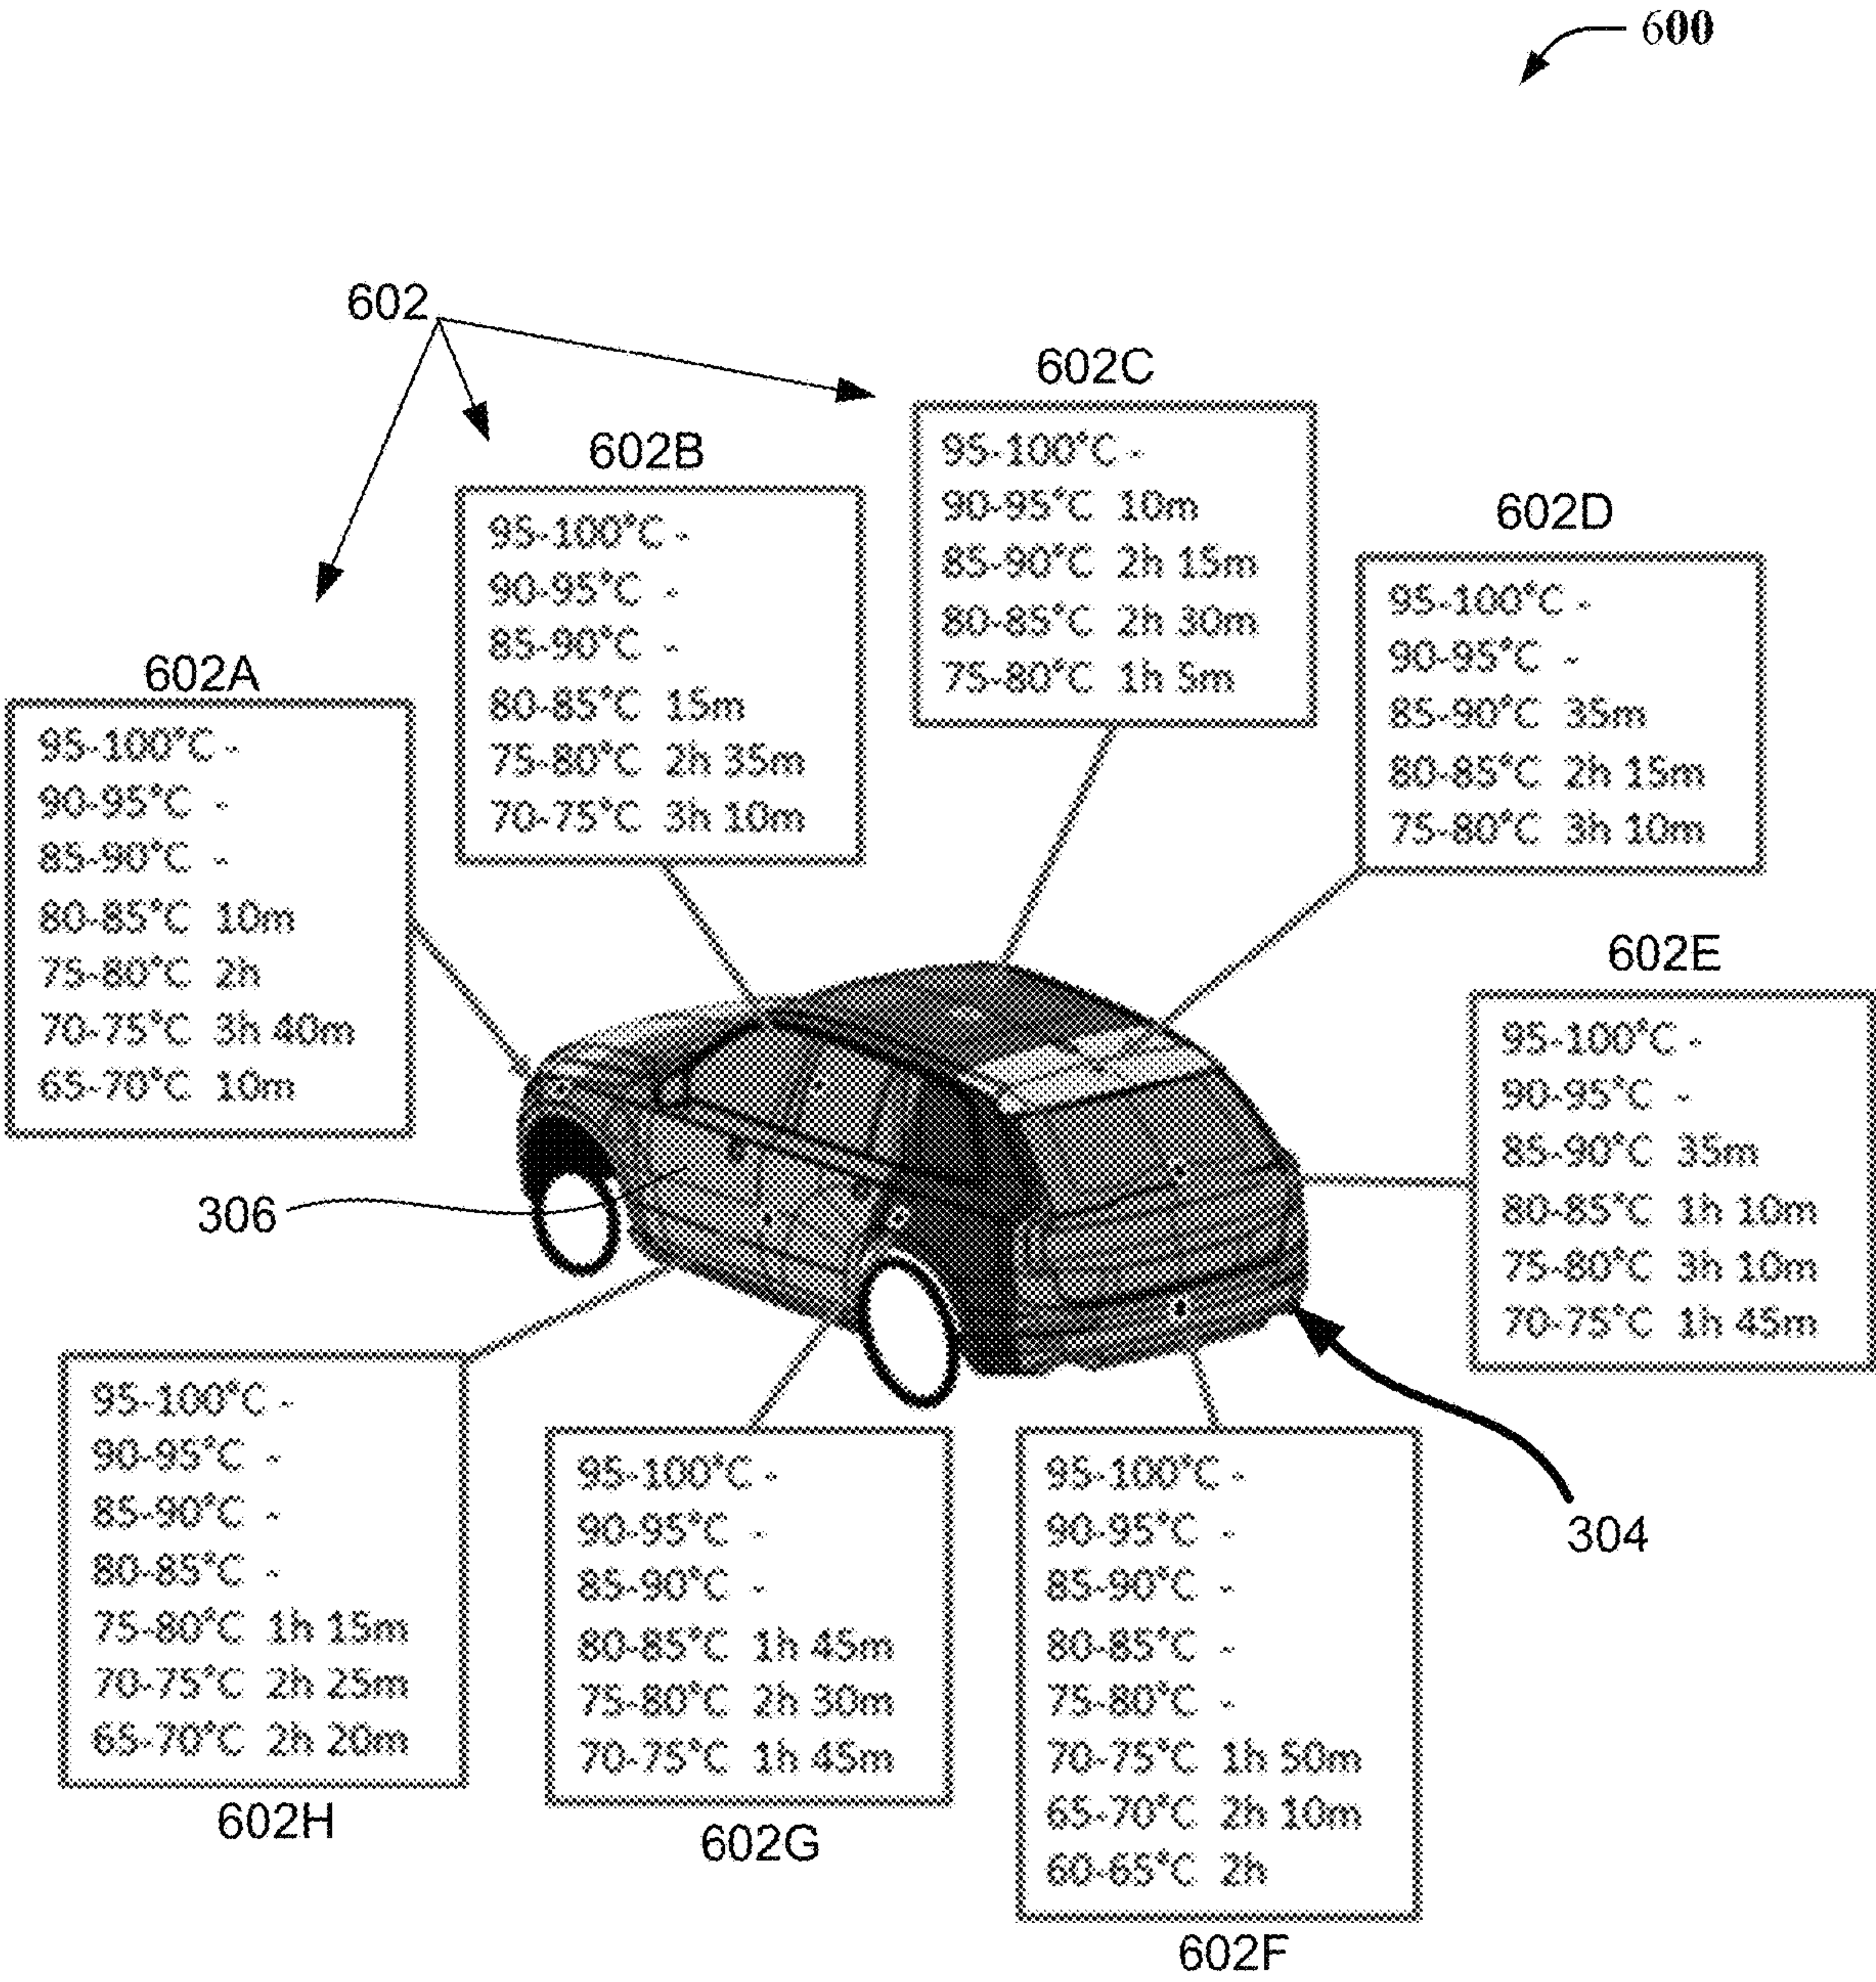 600
602
602C
95-100°C -
90-95°C 10m
85-90°C 2h 15m
80-85°C 2h 30m
75-80°C 1h 5m
602B
95-100°C -
90-95°C -
85-90°C -
80-85°C 15m
75-80°C 2h 35m
70-75°C 3h 10m
602D
95-100°C -
90-95°C -
85-90°C 35m
80-85°C 2h 15m
75-80°C 3h 10m
602A
95-100°C -
90-95°C -
85-90°C -
80-85°C 10m
75-80°C 2h
70-75°C 3h 40m
65-70°C 10m
602E
95-100°C -
90-95°C -
85-90°C 35m
80-85°C 1h 10m
75-80°C 3h 10m
70-75°C 1h 45m
306
304
95-100°C -
90-95°C -
85-90°C -
80-85°C -
75-80°C 1h 15m
70-75°C 2h 25m
65-70°C 2h 20m
602H
95-100°C -
90-95°C -
85-90°C -
80-85°C 1h 45m
75-80°C 2h 30m
70-75°C 1h 45m
602G
95-100°C -
90-95°C -
85-90°C -
80-85°C -
75-80°C -
70-75°C 1h 50m
65-70°C 2h 10m
60-65°C 2h
602F